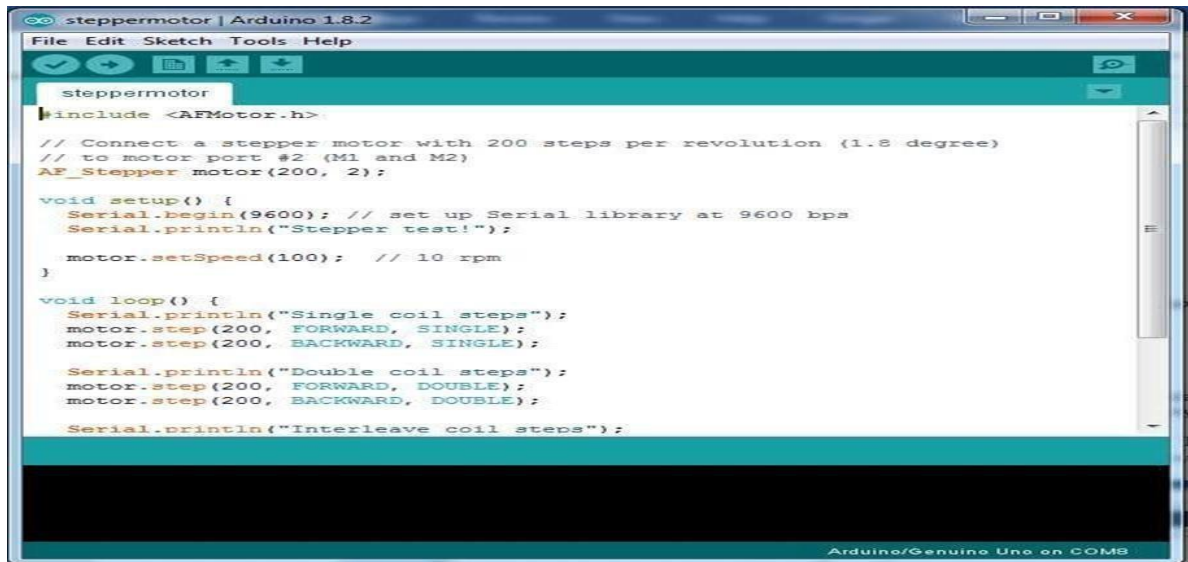 steppermotor | Arduino 1.8.2
File Edit Sketch Tools Help
steppermotor
#include <AFMotor.h>
// Connect a stepper motor with 200 steps per revolution (1.8 degree)
// to motor port #2 (M1 and M2)
AF_Stepper motor(200, 2);
void setup() {
Serial.begin(9600); // set up Serial library at 9600 bps
Serial.println("Stepper test!");
motor.setSpeed(100); // 10 rpm
}
void loop() {
Serial.println("Single coil steps");
motor.step(200, FORWARD, SINGLE);
motor.step(200, BACKWARD, SINGLE);
Serial.println("Double coil steps");
motor.step(200, FORWARD, DOUBLE);
motor.step(200, BACKWARD, DOUBLE);
Serial.println("Interleave coil steps");
Arduino/Genuino Uno on COM8